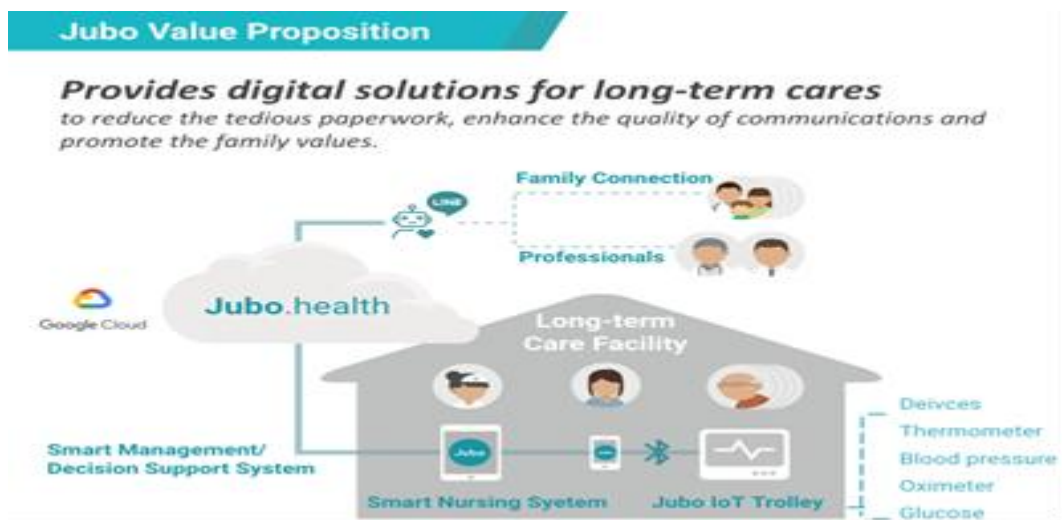 Jubo Value Proposition
Provides digital solutions for long-term cares
to reduce the tedious paperwork, enhance the quality of communications and
promote the family values.
Family Connection
LINE
Professionals
Google Cloud
Jubo.health
Long-term
Care Facility
Smart Management/
Decision Support System
Jubo
Smart Nursing Syetem
Jubo IoT Trolley
Deivces
Thermometer
Blood pressure
Oximeter
Glucose